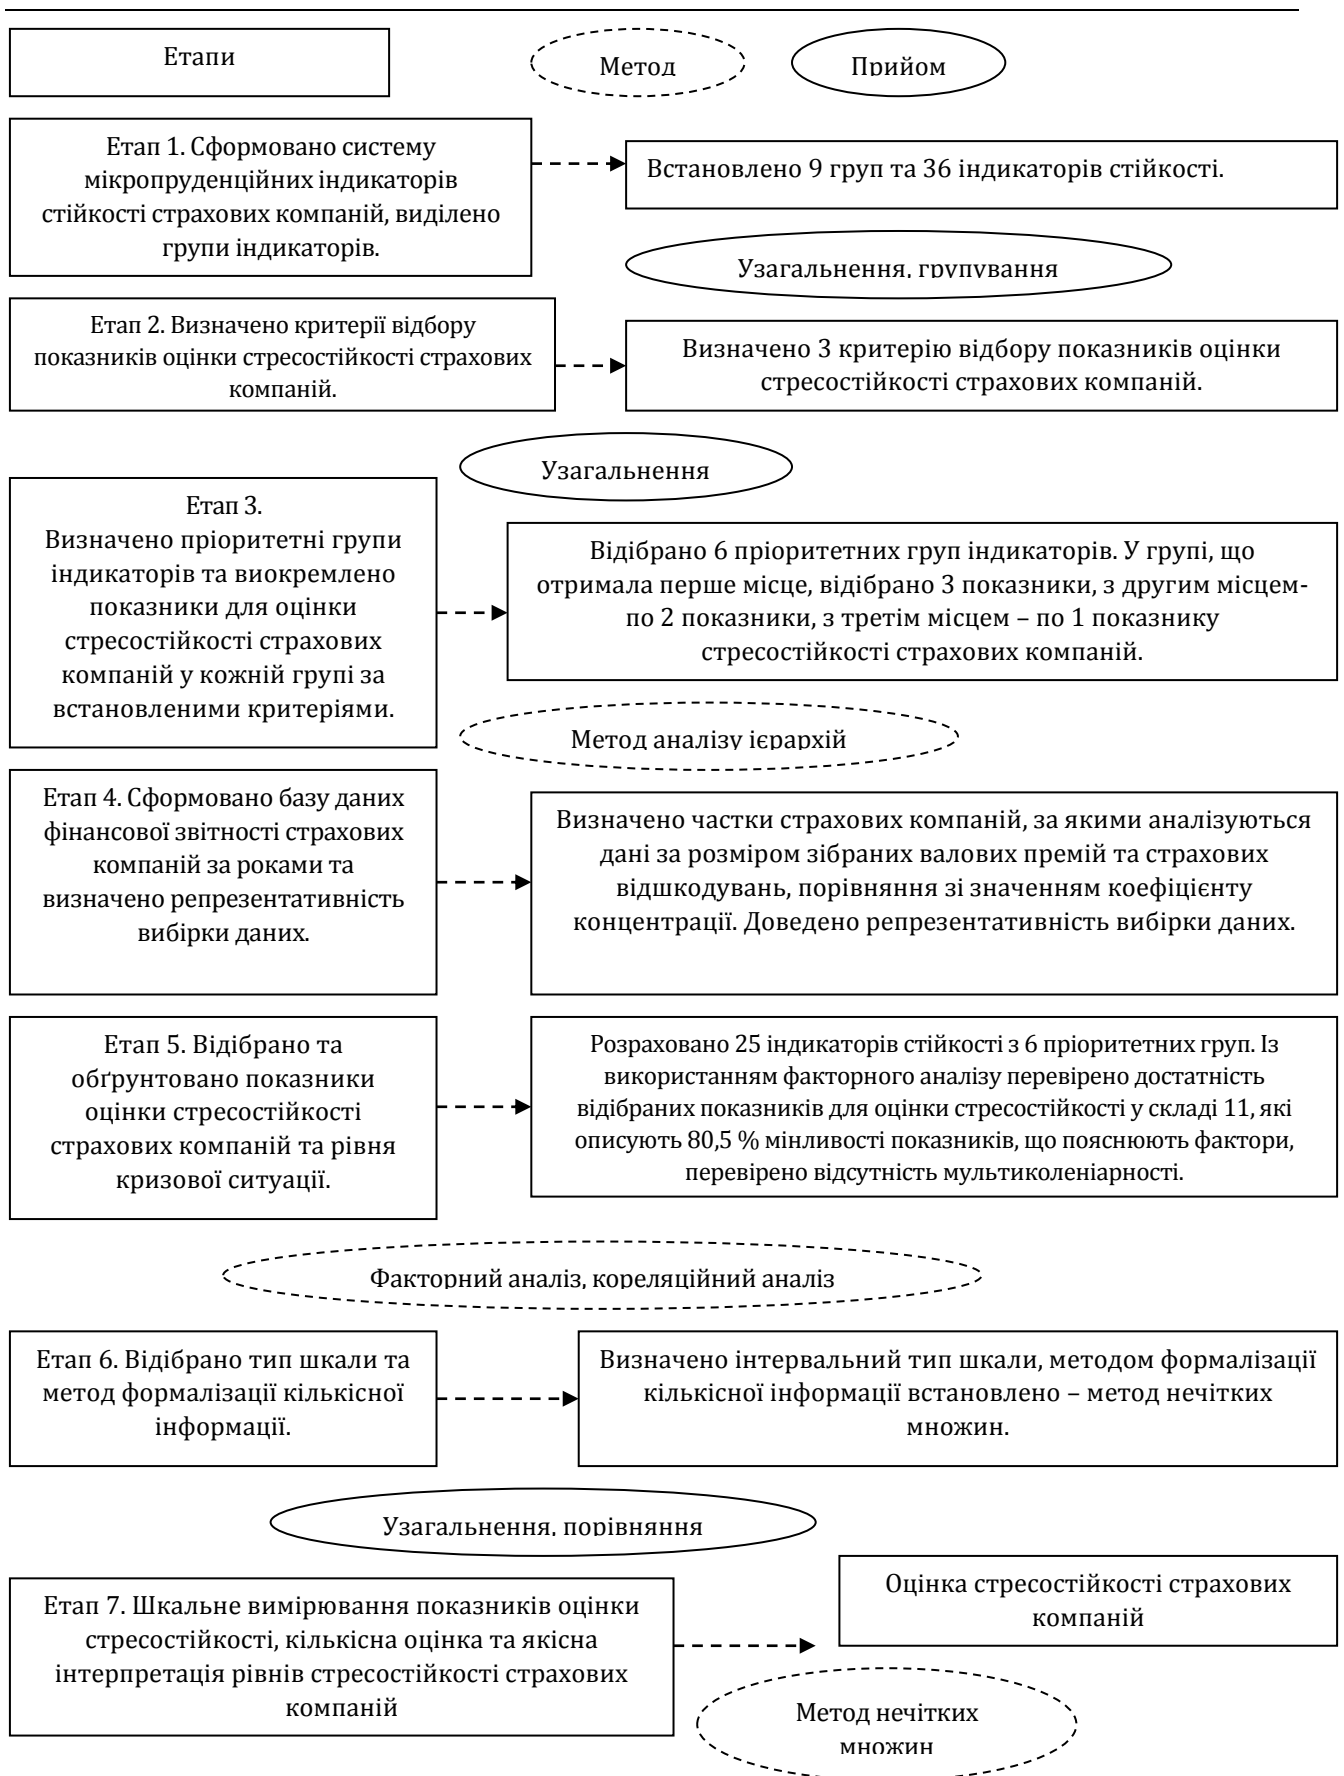 Етапи
Метод
Прийом
Етап 1. Сформовано систему
мікропруденційних індикаторів
стійкості страхових компаній, виділено
групи індикаторів.
Встановлено 9 груп та 36 індикаторів стійкості.
Узагальнення, групування
Етап 2. Визначено критерії відбору
показників оцінки стресостійкості страхових
компаній.
Визначено 3 критерію відбору показників оцінки
стресостійкості страхових компаній.
Узагальнення
Етап 3.
Визначено пріоритетні групи
індикаторів та виокремлено
показники для оцінки
стресостійкості страхових
компаній у кожній групі за
встановленими критеріями.
Відібрано 6 пріоритетних груп індикаторів. У групі, що
отримала перше місце, відібрано 3 показники, з другим місцем-
по 2 показники, з третім місцем – по 1 показнику
стресостійкості страхових компаній.
Метод аналізу ієрархій
Етап 4. Сформовано базу даних
фінансової звітності страхових
компаній за роками та
визначено репрезентативність
вибірки даних.
Визначено частки страхових компаній, за якими аналізуються
дані за розміром зібраних валових премій та страхових
відшкодувань, порівняння зі значенням коефіцієнту
концентрації. Доведено репрезентативність вибірки даних.
Етап 5. Відібрано та
обґрунтовано показники
оцінки стресостійкості
страхових компаній та рівня
кризової ситуації.
Розраховано 25 індикаторів стійкості з 6 пріоритетних груп. Із
використанням факторного аналізу перевірено достатність
відібраних показників для оцінки стресостійкості у складі 11, які
описують 80,5 % мінливості показників, що пояснюють фактори,
перевірено відсутність мультиколеніарності.
Факторний аналіз, кореляційний аналіз
Етап 6. Відібрано тип шкали та
метод формалізації кількісної
інформації.
Визначено інтервальний тип шкали, методом формалізації
кількісної інформації встановлено – метод нечітких
множин.
Узагальнення, порівняння
Етап 7. Шкальне вимірювання показників оцінки
стресостійкості, кількісна оцінка та якісна
інтерпретація рівнів стресостійкості страхових
компаній
Оцінка стресостійкості страхових
компаній
Метод нечітких
множин